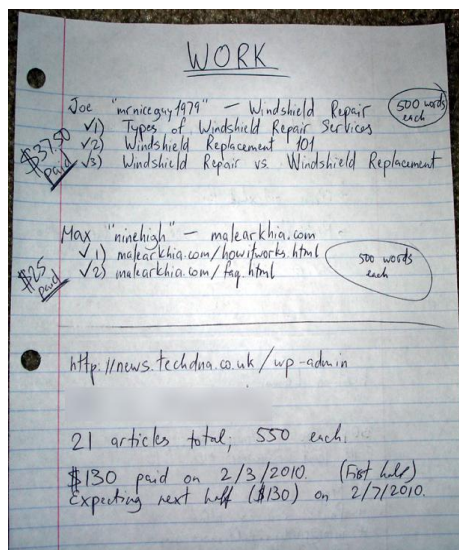 WORK
Joe "mrniceguy1979" — Windshield Repair
500 words each
✓1) Types of Windshield Repair Services
$37.50 paid
✓2) Windshield Replacement 101
✓3) Windshield Repair vs. Windshield Replacement
Max "ninehigh" — malearkhia.com
✓1) malearkhia.com/howitworks.html
500 words each
$25 paid
✓2) malearkhia.com/faq.html
http://news.techdna.co.uk/wp-admin
21 articles total; 550 each.
$130 paid on 2/3/2010. (First half)
Expecting next half ($130) on 2/7/2010.